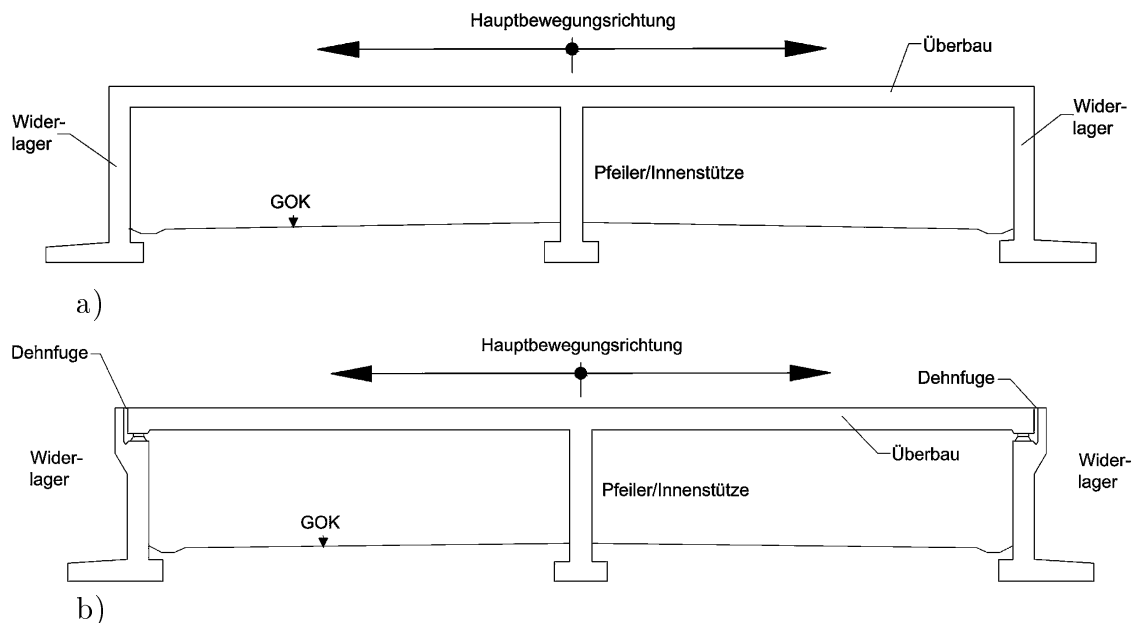 Hauptbewegungsrichtung
Überbau
Wider-
lager
Wider-
lager
Pfeiler/Innenstütze
GOK
a)
Hauptbewegungsrichtung
Dehnfuge
Dehnfuge
Wider-
lager
Überbau
Wider-
lager
Pfeiler/Innenstütze
GOK
b)